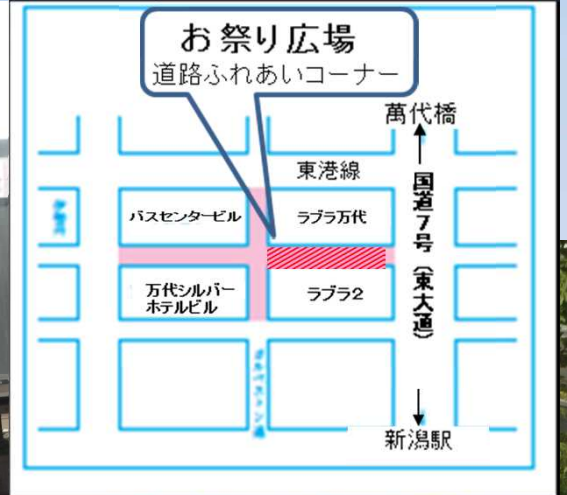 お祭り広場
道路ふれあいコーナー
萬代橋
東港線
国道7号(東大通)
バスセンタービル
ラブラ万代
万代シルバー
ホテルビル
ラブラ2
新潟駅